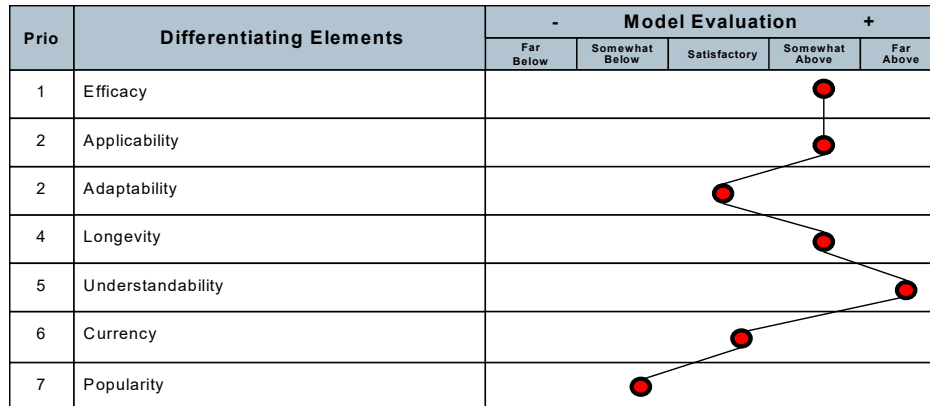 Prio
Differentiating Elements
- Model Evaluation +
Far Below
Somewhat Below
Satisfactory
Somewhat Above
Far Above
1 Efficacy
2 Applicability
2 Adaptability
4 Longevity
5 Understandability
6 Currency
7 Popularity